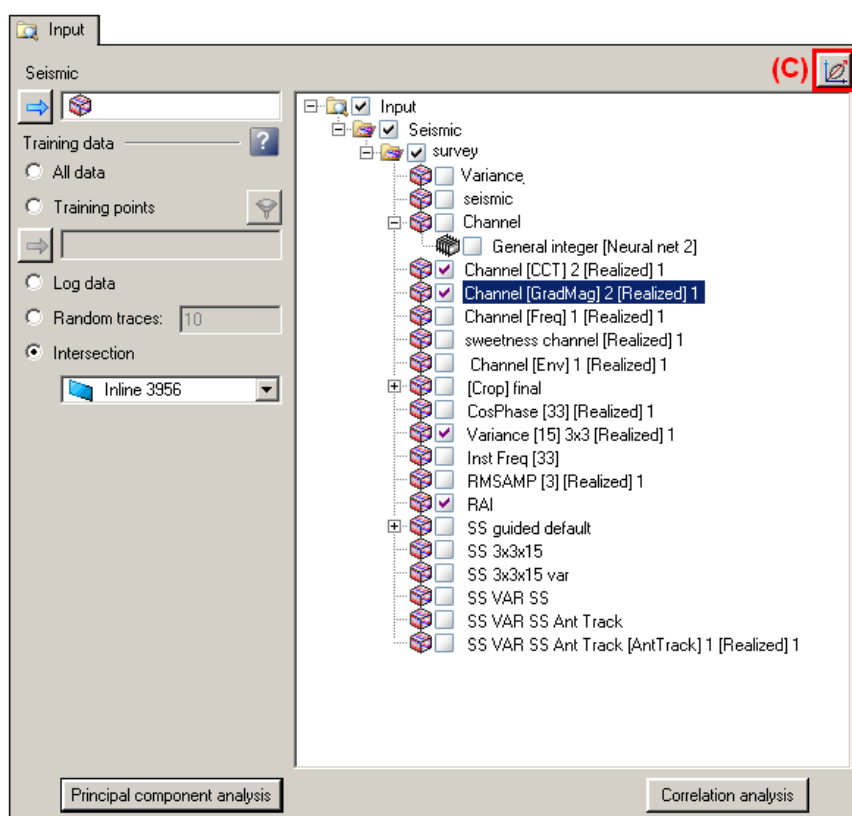 Input
(C)
Seismic
Training data
?
All data
Training points
Log data
Random traces: 10
Intersection
Inline 3956
Input
Seismic
survey
Variance
seismic
Channel
General integer [Neural net 2]
Channel [CCT] 2 [Realized] 1
Channel [GradMag] 2 [Realized] 1
Channel [Freq] 1 [Realized] 1
sweetness channel [Realized] 1
Channel [Env] 1 [Realized] 1
[Crop] final
CosPhase [33] [Realized] 1
Variance [15] 3x3 [Realized] 1
Inst Freq [33]
RMSAMP [3] [Realized] 1
RAI
SS guided default
SS 3x3x15
SS 3x3x15 var
SS VAR SS
SS VAR SS Ant Track
SS VAR SS Ant Track [AntTrack] 1 [Realized] 1
Principal component analysis
Correlation analysis